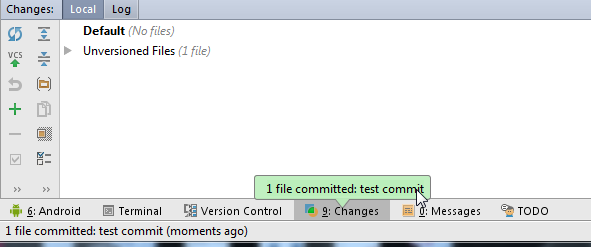 Changes: Local Log
Default (No files)
Unversioned Files (1 file)
VCS
1 file committed: test commit
6: Android Terminal Version Control 9: Changes 0: Messages TODO
1 file committed: test commit (moments ago)